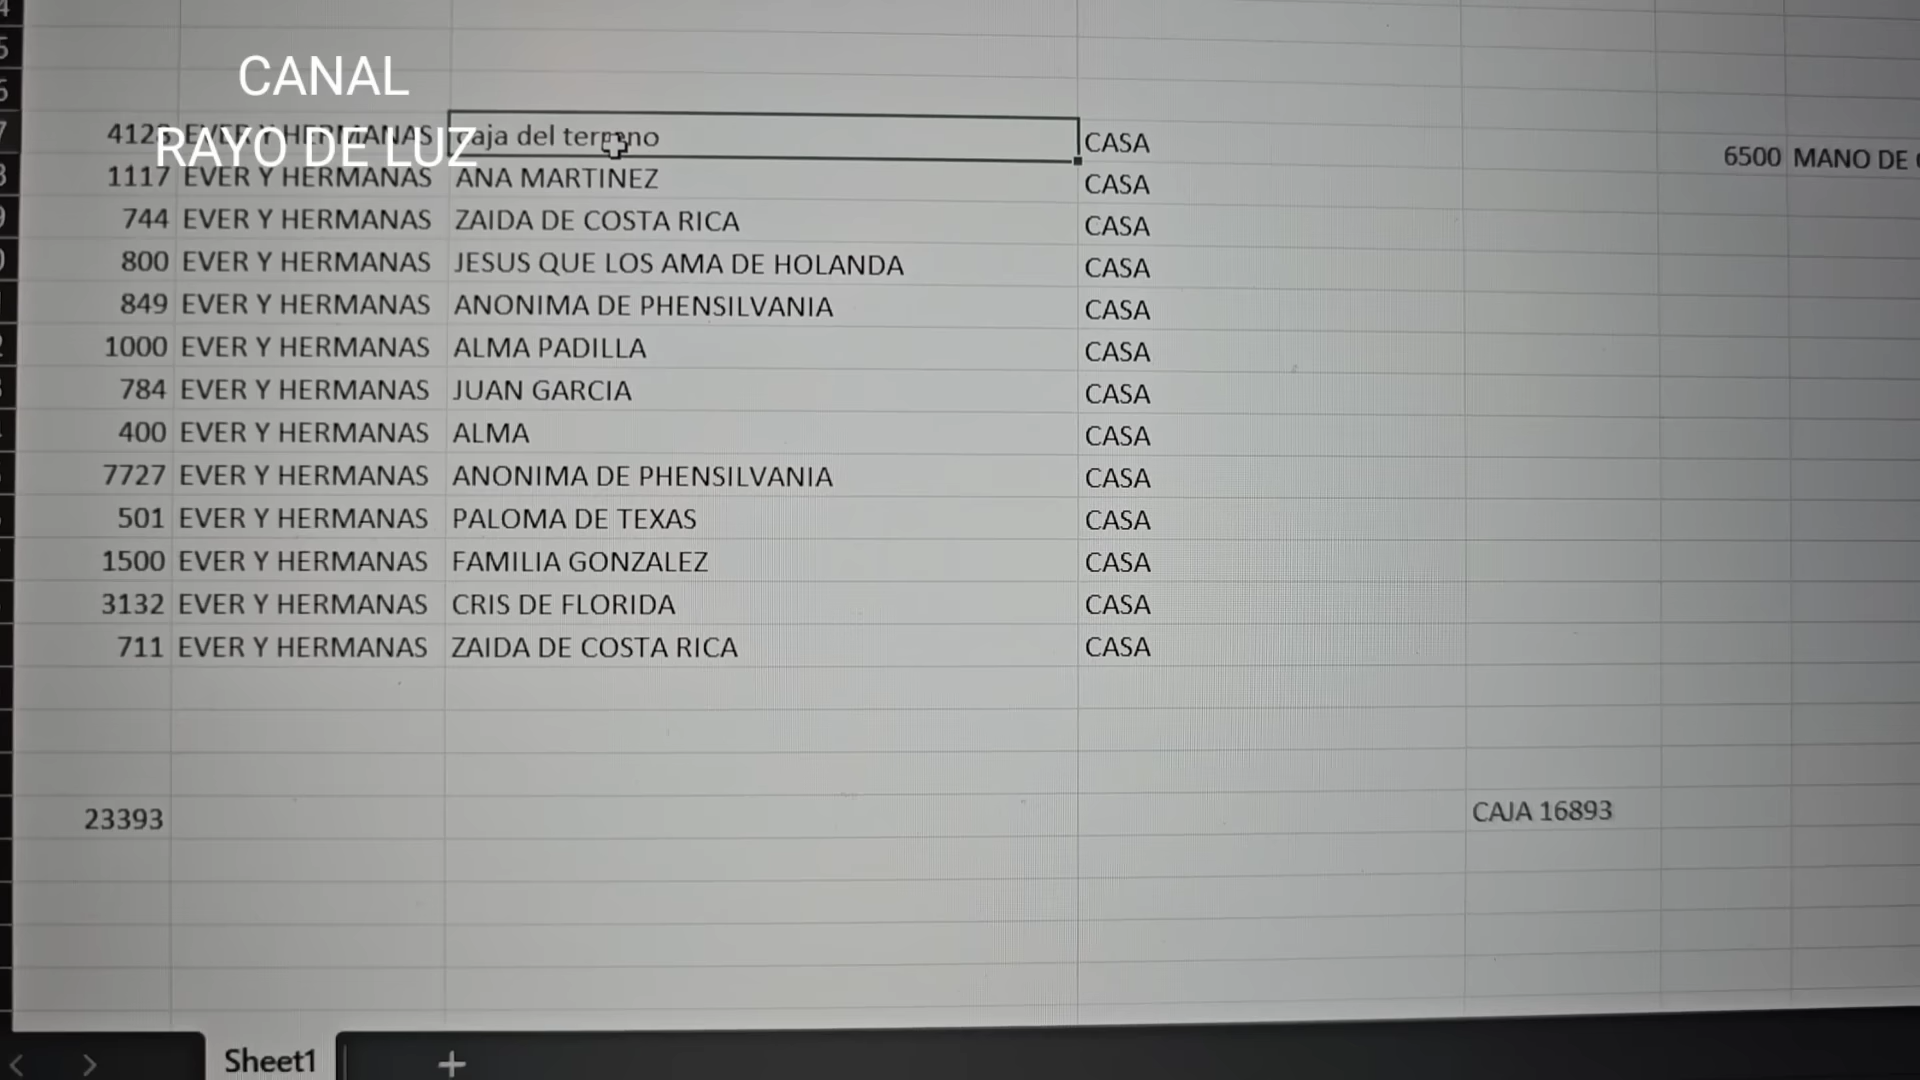 CANAL
RAYO DE LUZ
4128 EVER Y HERMANAS caja del terreno CASA 6500 MANO DE
1117 EVER Y HERMANAS ANA MARTINEZ CASA
744 EVER Y HERMANAS ZAIDA DE COSTA RICA CASA
800 EVER Y HERMANAS JESUS QUE LOS AMA DE HOLANDA CASA
849 EVER Y HERMANAS ANONIMA DE PHENSILVANIA CASA
1000 EVER Y HERMANAS ALMA PADILLA CASA
784 EVER Y HERMANAS JUAN GARCIA CASA
400 EVER Y HERMANAS ALMA CASA
7727 EVER Y HERMANAS ANONIMA DE PHENSILVANIA CASA
501 EVER Y HERMANAS PALOMA DE TEXAS CASA
1500 EVER Y HERMANAS FAMILIA GONZALEZ CASA
3132 EVER Y HERMANAS CRIS DE FLORIDA CASA
711 EVER Y HERMANAS ZAIDA DE COSTA RICA CASA
23393 CAJA 16893
Sheet1